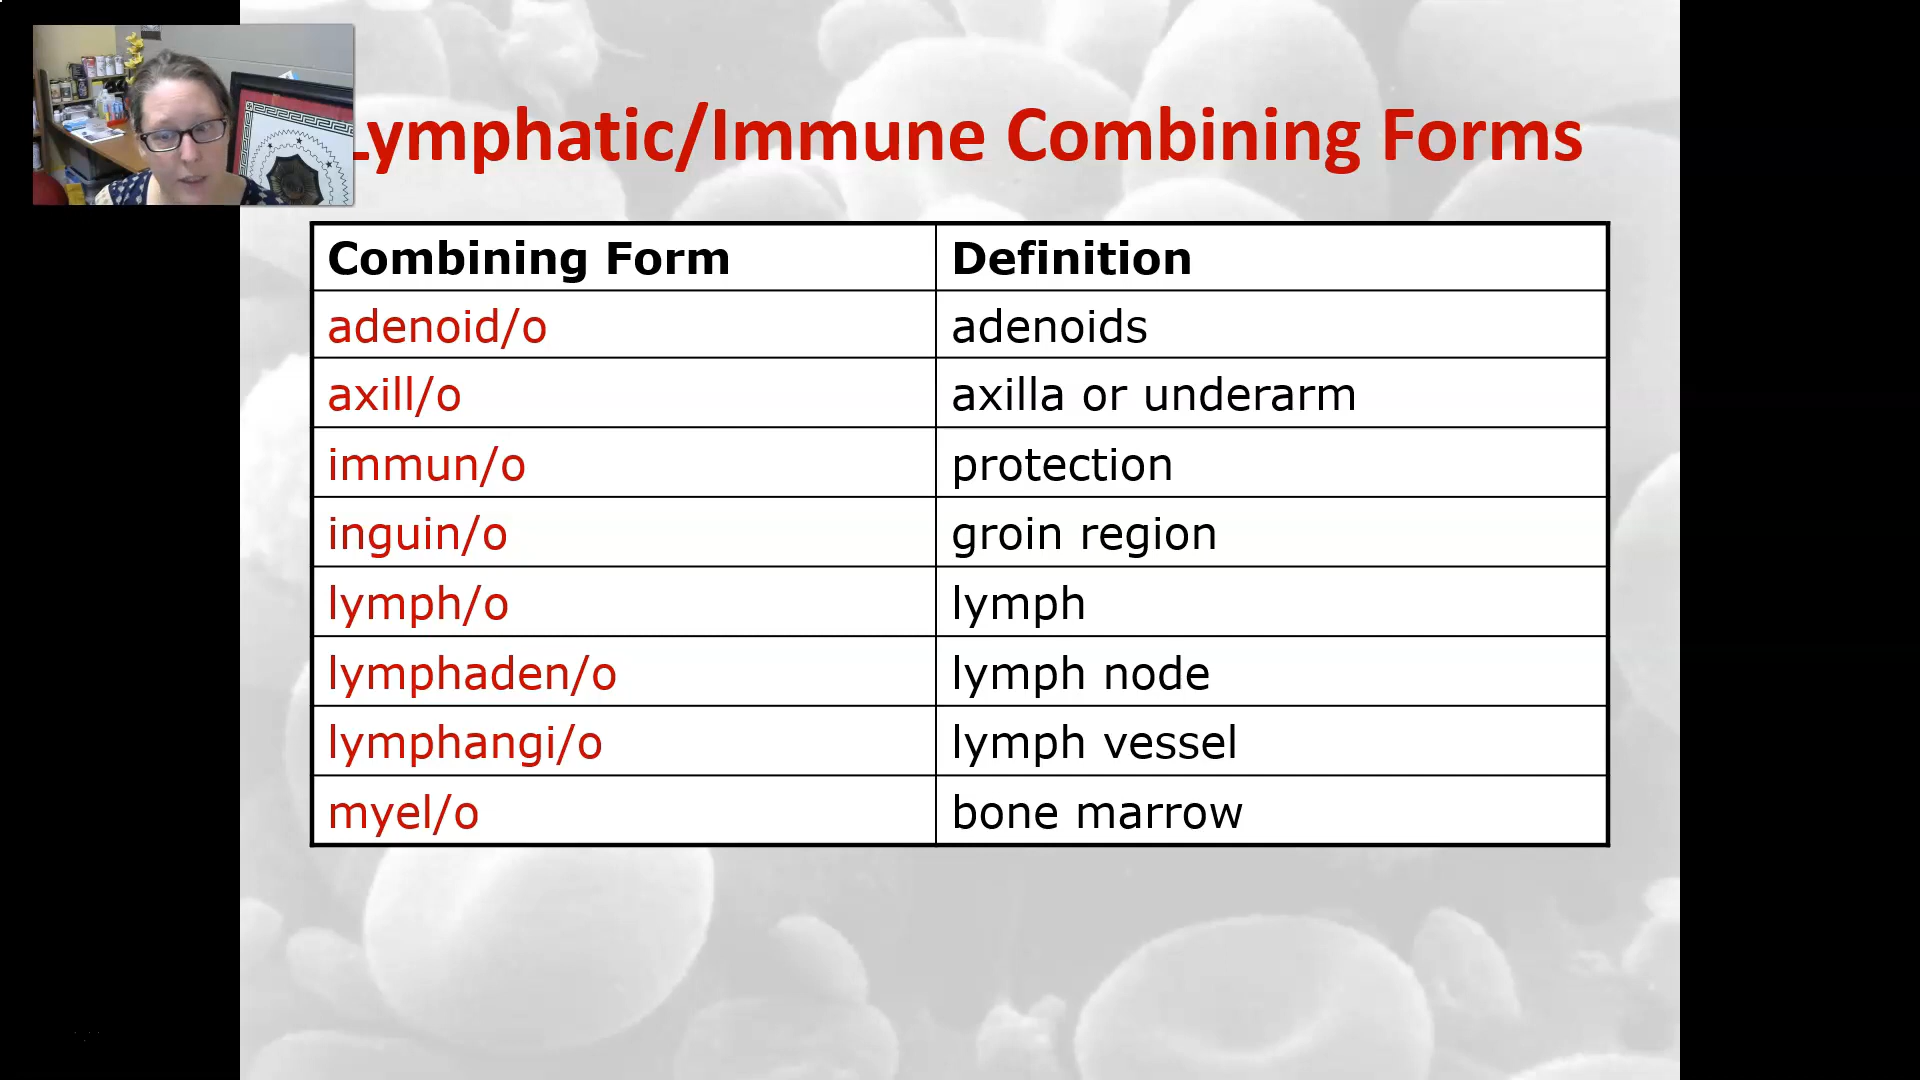 Lymphatic/Immune Combining Forms
Combining Form Definition
adenoid/o adenoids
axill/o axilla or underarm
immun/o protection
inguin/o groin region
lymph/o lymph
lymphaden/o lymph node
lymphangi/o lymph vessel
myel/o bone marrow